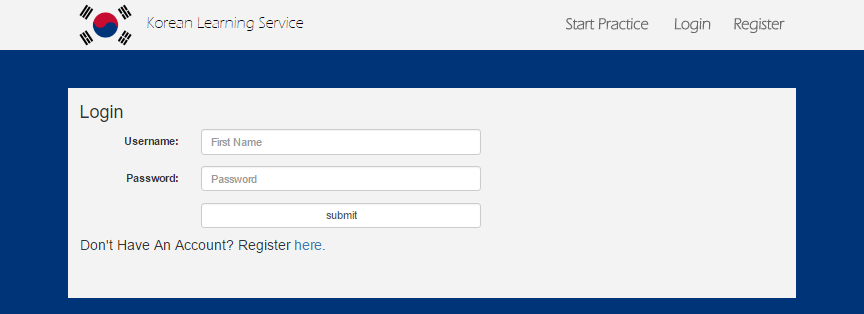 Korean Learning Service
Start Practice Login Register
Login
Username: First Name
Password: Password
submit
Don't Have An Account? Register here.